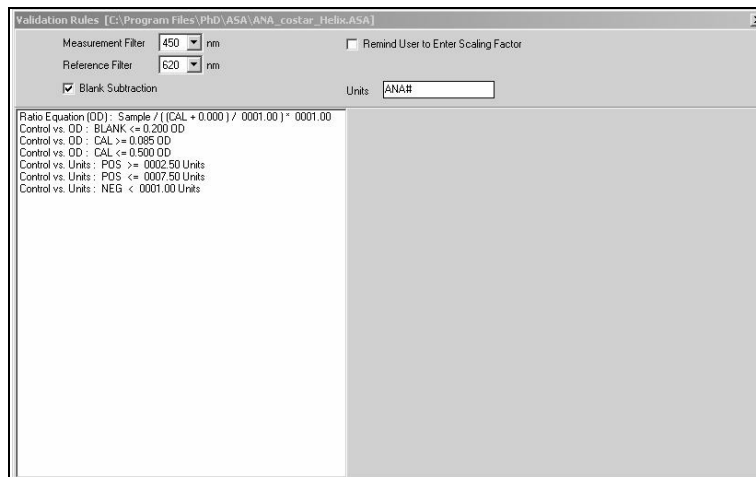 Validation Rules [C:\Program Files\PhD\ASA\ANA_costar_Helix.ASA]
Measurement Filter 450 nm Remind User to Enter Scaling Factor
Reference Filter 620 nm
Blank Subtraction Units ANA#
Ratio Equation (OD) : Sample / ( (CAL + 0.000 ) / 0001.00 ) * 0001.00
Control vs. OD : BLANK <= 0.200 OD
Control vs. OD : CAL >= 0.085 OD
Control vs. OD : CAL <= 0.500 OD
Control vs. Units : POS >= 0002.50 Units
Control vs. Units : POS <= 0007.50 Units
Control vs. Units : NEG < 0001.00 Units